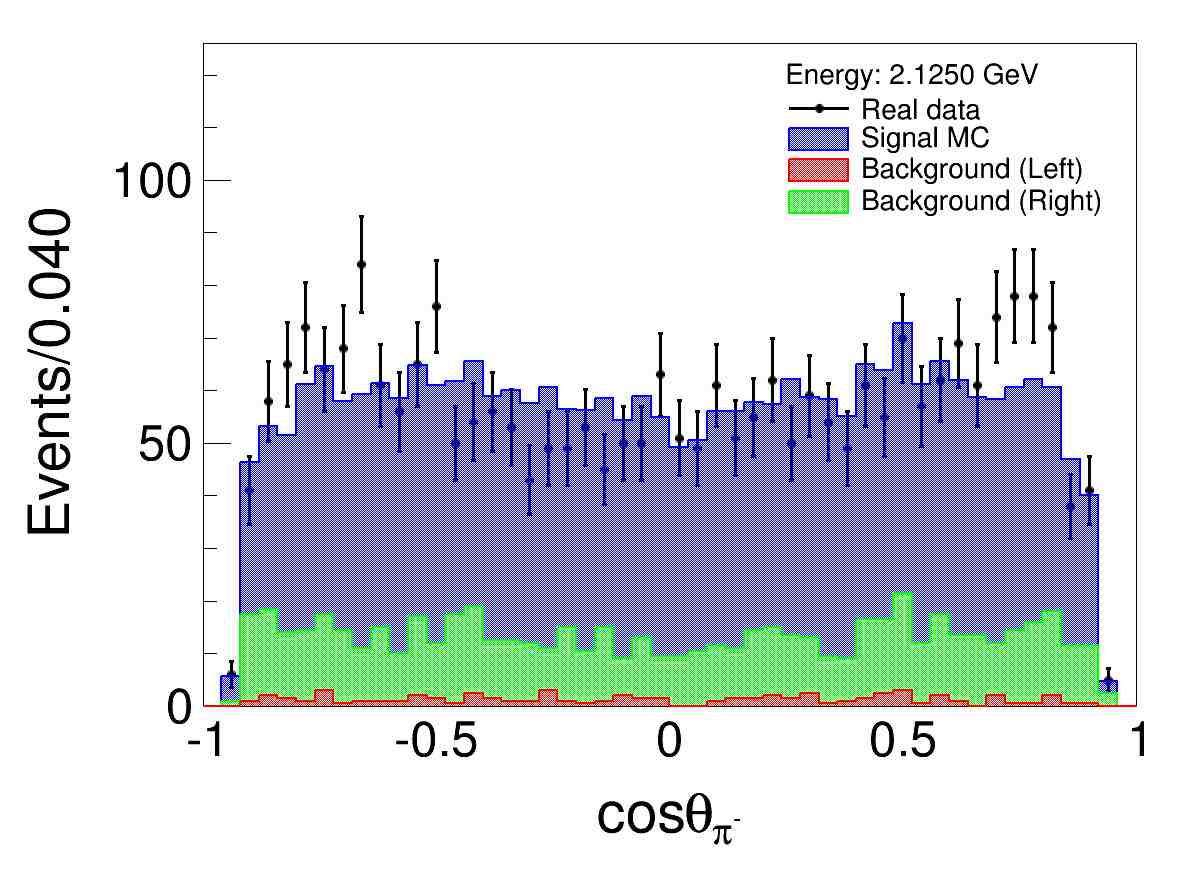 Energy: 2.1250 GeV
Real data
Signal MC
Background (Left)
Background (Right)
Events/0.040
100
50
0
-1
-0.5
0
0.5
1
cosθπ-